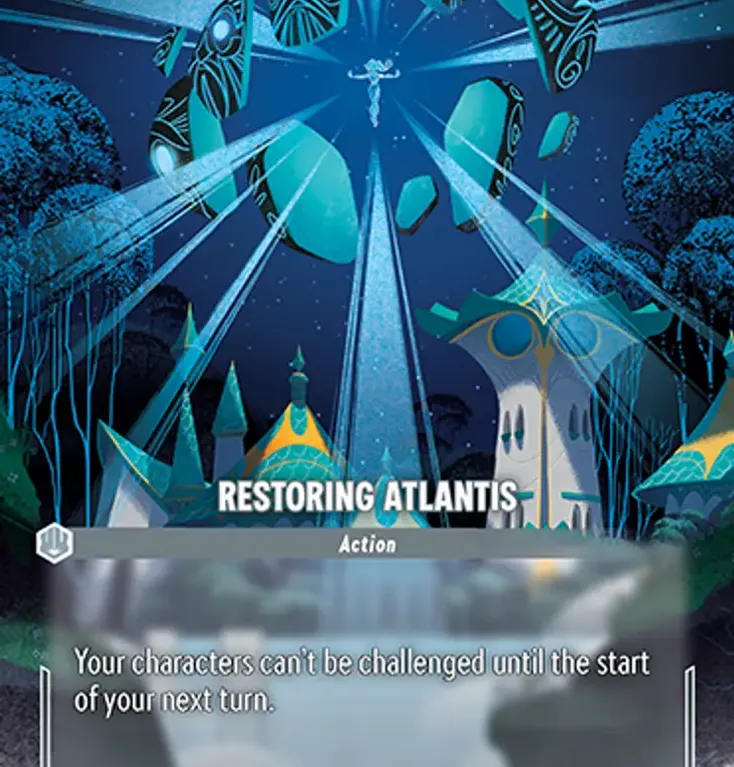 RESTORING ATLANTIS
Action
Your characters can't be challenged until the start
of your next turn.